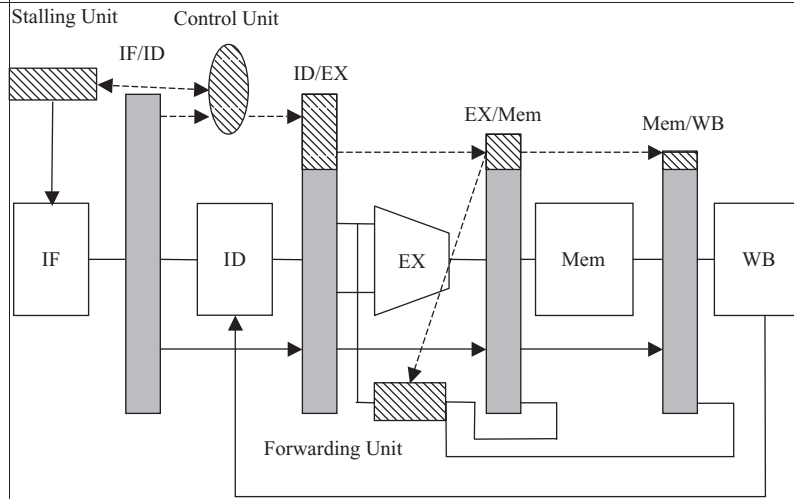 Stalling Unit
Control Unit
IF/ID
ID/EX
EX/Mem
Mem/WB
IF
ID
EX
Mem
WB
Forwarding Unit